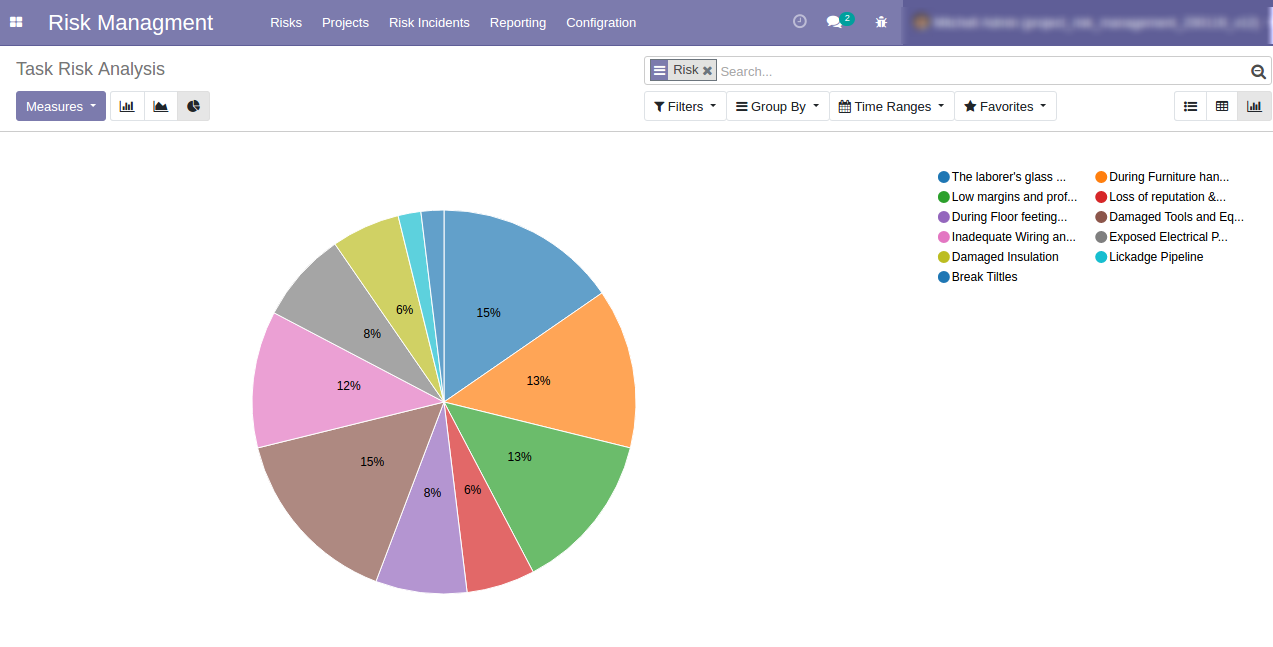 Risk Managment Risks Projects Risk Incidents Reporting Configration 2
Task Risk Analysis
Risk Search...
Measures Filters Group By Time Ranges Favorites
The laborer's glass ... During Furniture han...
Low margins and prof... Loss of reputation &...
During Floor feeting... Damaged Tools and Eq...
Inadequate Wiring an... Exposed Electrical P...
Damaged Insulation Lickadge Pipeline
Break Tiltles
6%
15%
8%
13%
12%
13%
15%
6%
8%